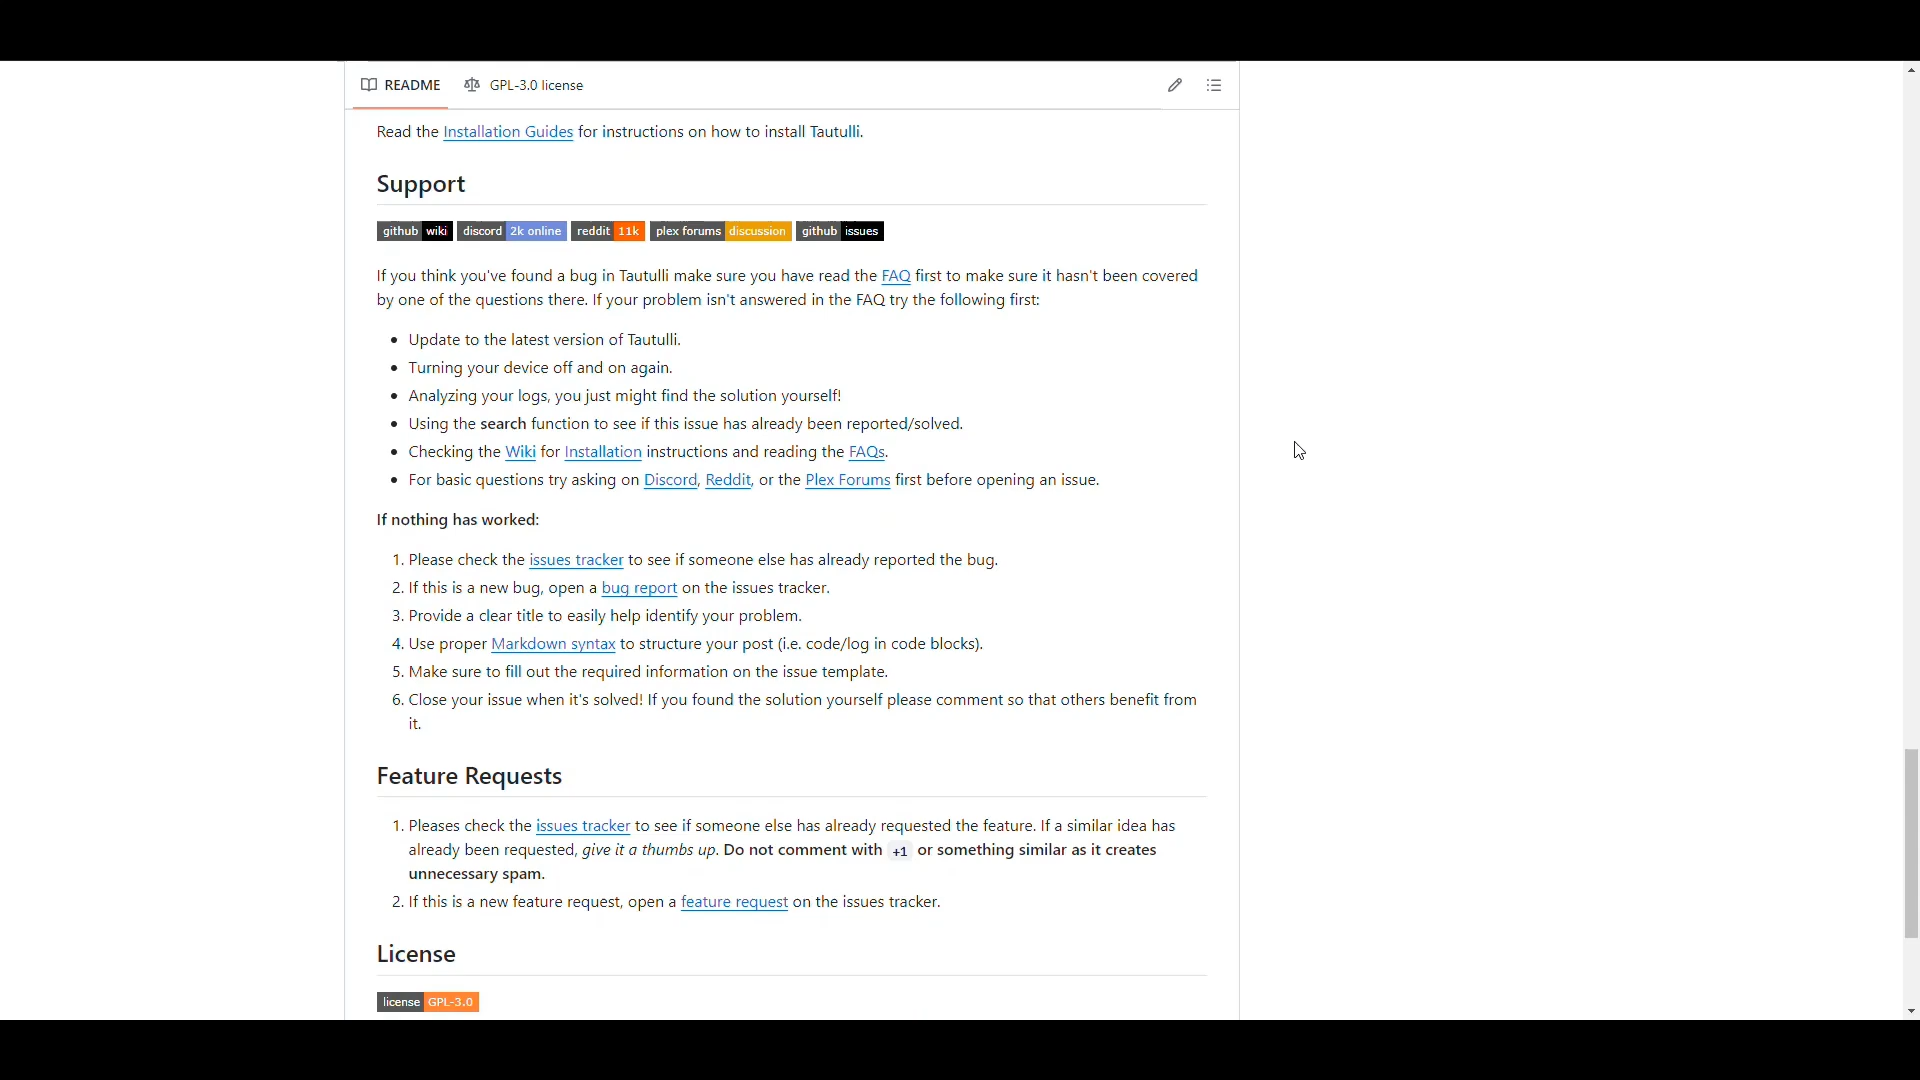 README GPL-3.0 license
Read the Installation Guides for instructions on how to install Tautulli.
Support
github wiki discord 2k online reddit 11k plex forums discussion github issues
If you think you've found a bug in Tautulli make sure you have read the FAQ first to make sure it hasn't been covered
by one of the questions there. If your problem isn't answered in the FAQ try the following first:
• Update to the latest version of Tautulli.
• Turning your device off and on again.
• Analyzing your logs, you just might find the solution yourself!
• Using the search function to see if this issue has already been reported/solved.
• Checking the Wiki for Installation instructions and reading the FAQs.
• For basic questions try asking on Discord, Reddit, or the Plex Forums first before opening an issue.
If nothing has worked:
1. Please check the issues tracker to see if someone else has already reported the bug.
2. If this is a new bug, open a bug report on the issues tracker.
3. Provide a clear title to easily help identify your problem.
4. Use proper Markdown syntax to structure your post (i.e. code/log in code blocks).
5. Make sure to fill out the required information on the issue template.
6. Close your issue when it's solved! If you found the solution yourself please comment so that others benefit from
it.
Feature Requests
1. Pleases check the issues tracker to see if someone else has already requested the feature. If a similar idea has
already been requested, give it a thumbs up. Do not comment with +1 or something similar as it creates
unnecessary spam.
2. If this is a new feature request, open a feature request on the issues tracker.
License
license GPL-3.0